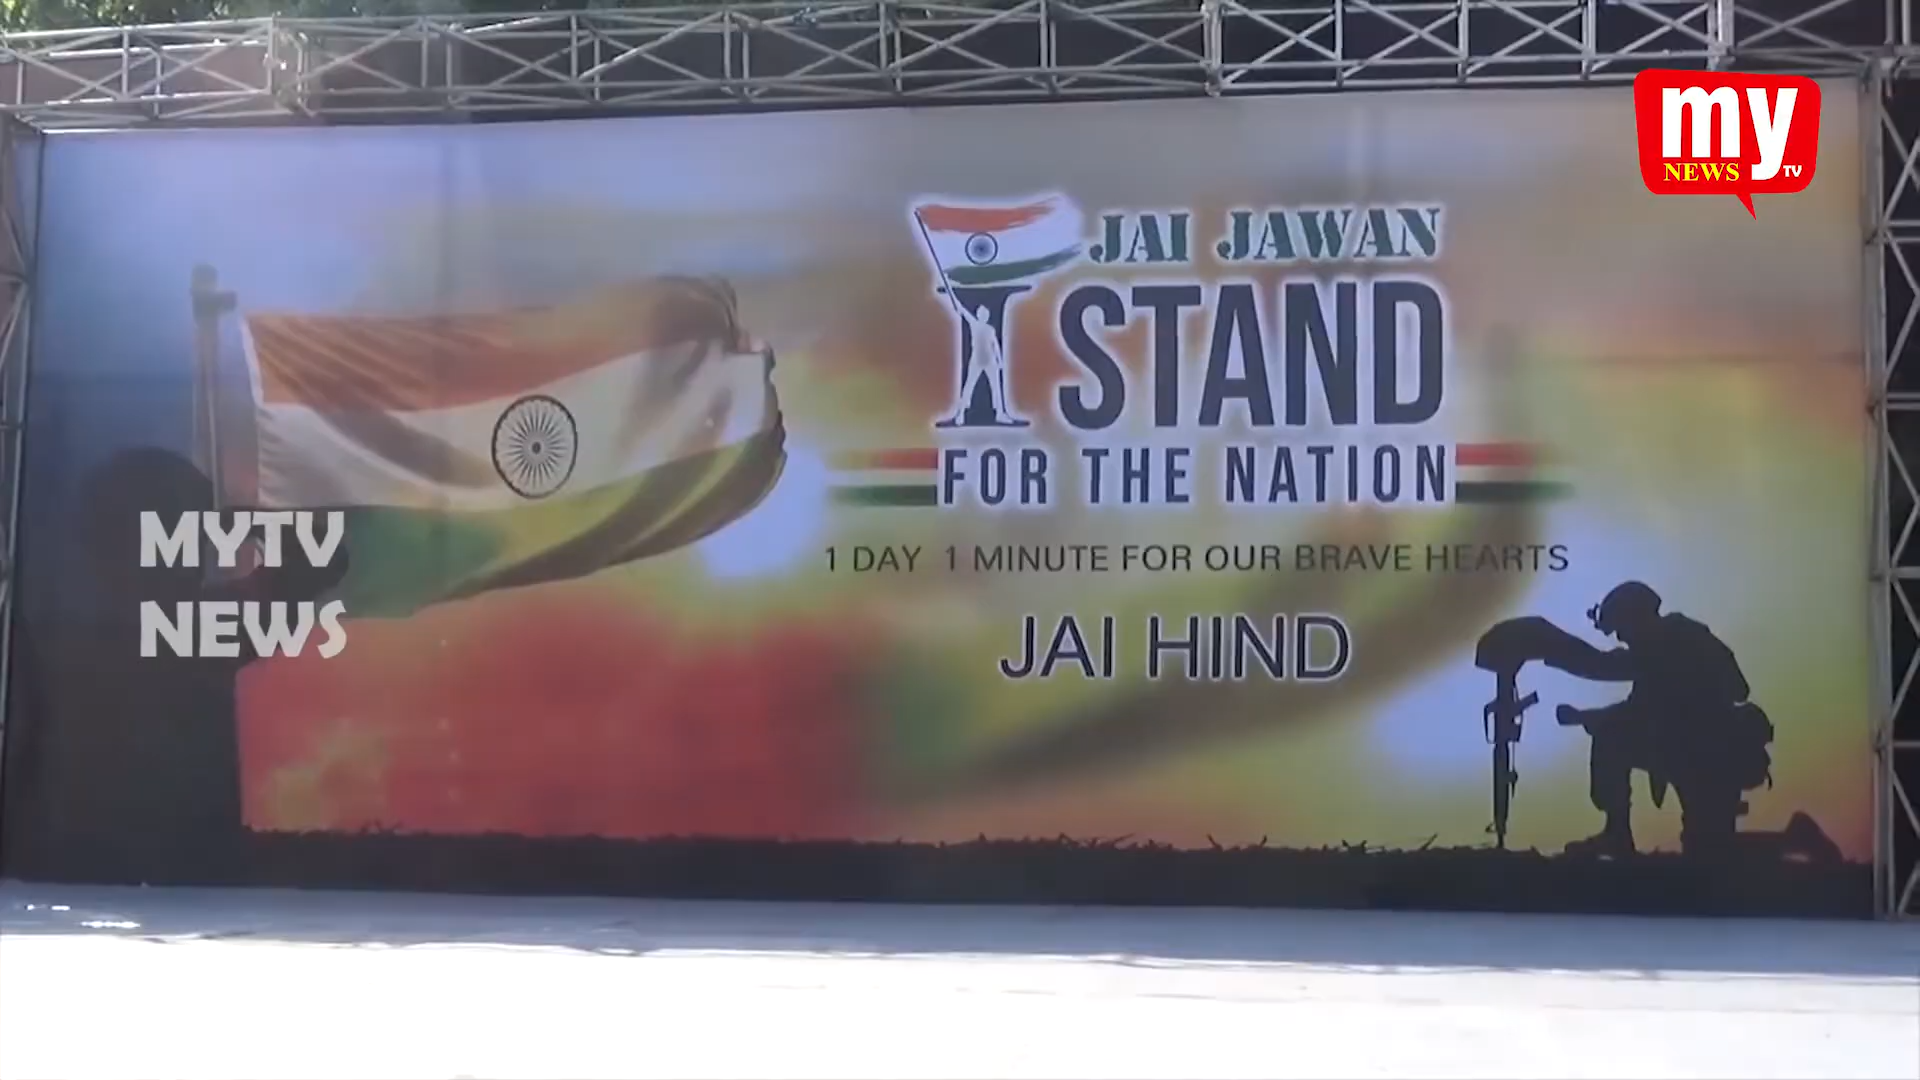 my
NEWS TV
JAI JAWAN
I STAND
FOR THE NATION
1 DAY 1 MINUTE FOR OUR BRAVE HEARTS
JAI HIND
MYTV
NEWS